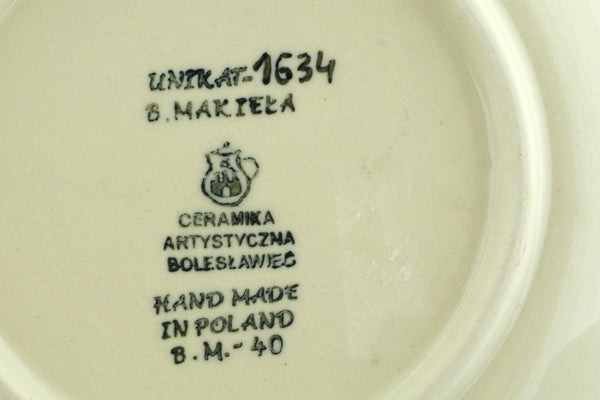 UNIKAT-1634
B. MAKIEŁA
CERAMIKA
ARTYSTYCZNA
BOLESŁAWIEC
HAND MADE
IN POLAND
B.M.-40